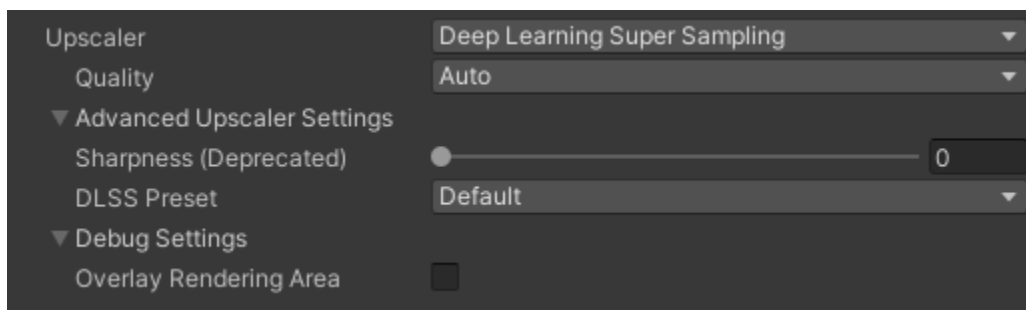 Upscaler Deep Learning Super Sampling
Quality Auto
Advanced Upscaler Settings
Sharpness (Deprecated) 0
DLSS Preset Default
Debug Settings
Overlay Rendering Area